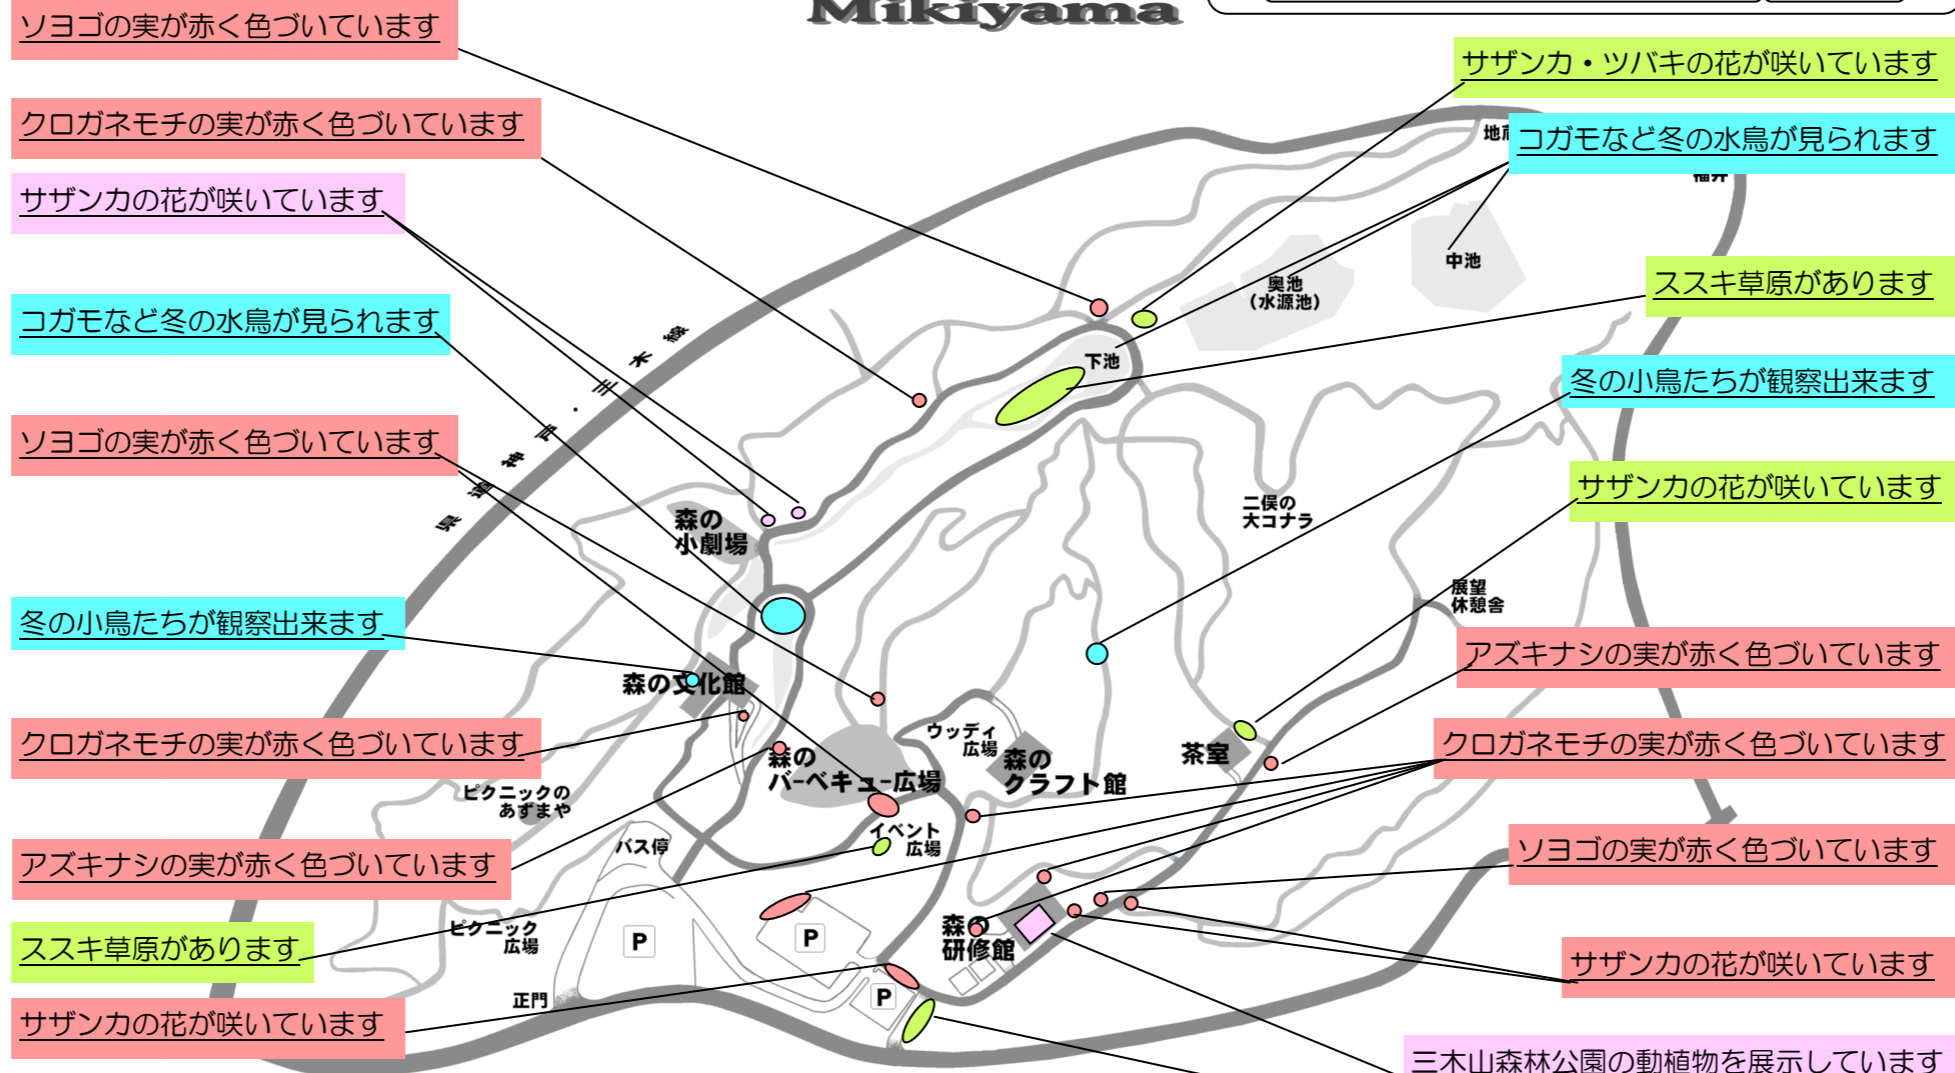 Mikiyama
ソヨゴの実が赤く色づいています
クロガネモチの実が赤く色づいています
サザンカの花が咲いています
コガモなど冬の水鳥が見られます
ソヨゴの実が赤く色づいています
冬の小鳥たちが観察出来ます
クロガネモチの実が赤く色づいています
アズキナシの実が赤く色づいています
ススキ草原があります
サザンカの花が咲いています
サザンカ・ツバキの花が咲いています
コガモなど冬の水鳥が見られます
ススキ草原があります
冬の小鳥たちが観察出来ます
サザンカの花が咲いています
アズキナシの実が赤く色づいています
クロガネモチの実が赤く色づいています
ソヨゴの実が赤く色づいています
サザンカの花が咲いています
三木山森林公園の動植物を展示しています
福井
中池
奥池
(水源池)
下池
県道神戸・三木線
二俣の
大コナラ
森の
小劇場
展望
休憩舎
森の文化館
ウッディ
広場
森の
クラフト館
茶室
森の
バーベキュー広場
ピクニックの
あずまや
イベント
広場
バス停
ピクニック
広場
P
P
P
森の
研修館
正門